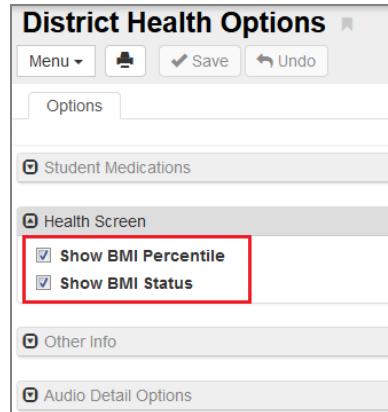 District Health Options
Menu Save Undo
Options
Student Medications
Health Screen
Show BMI Percentile
Show BMI Status
Other Info
Audio Detail Options